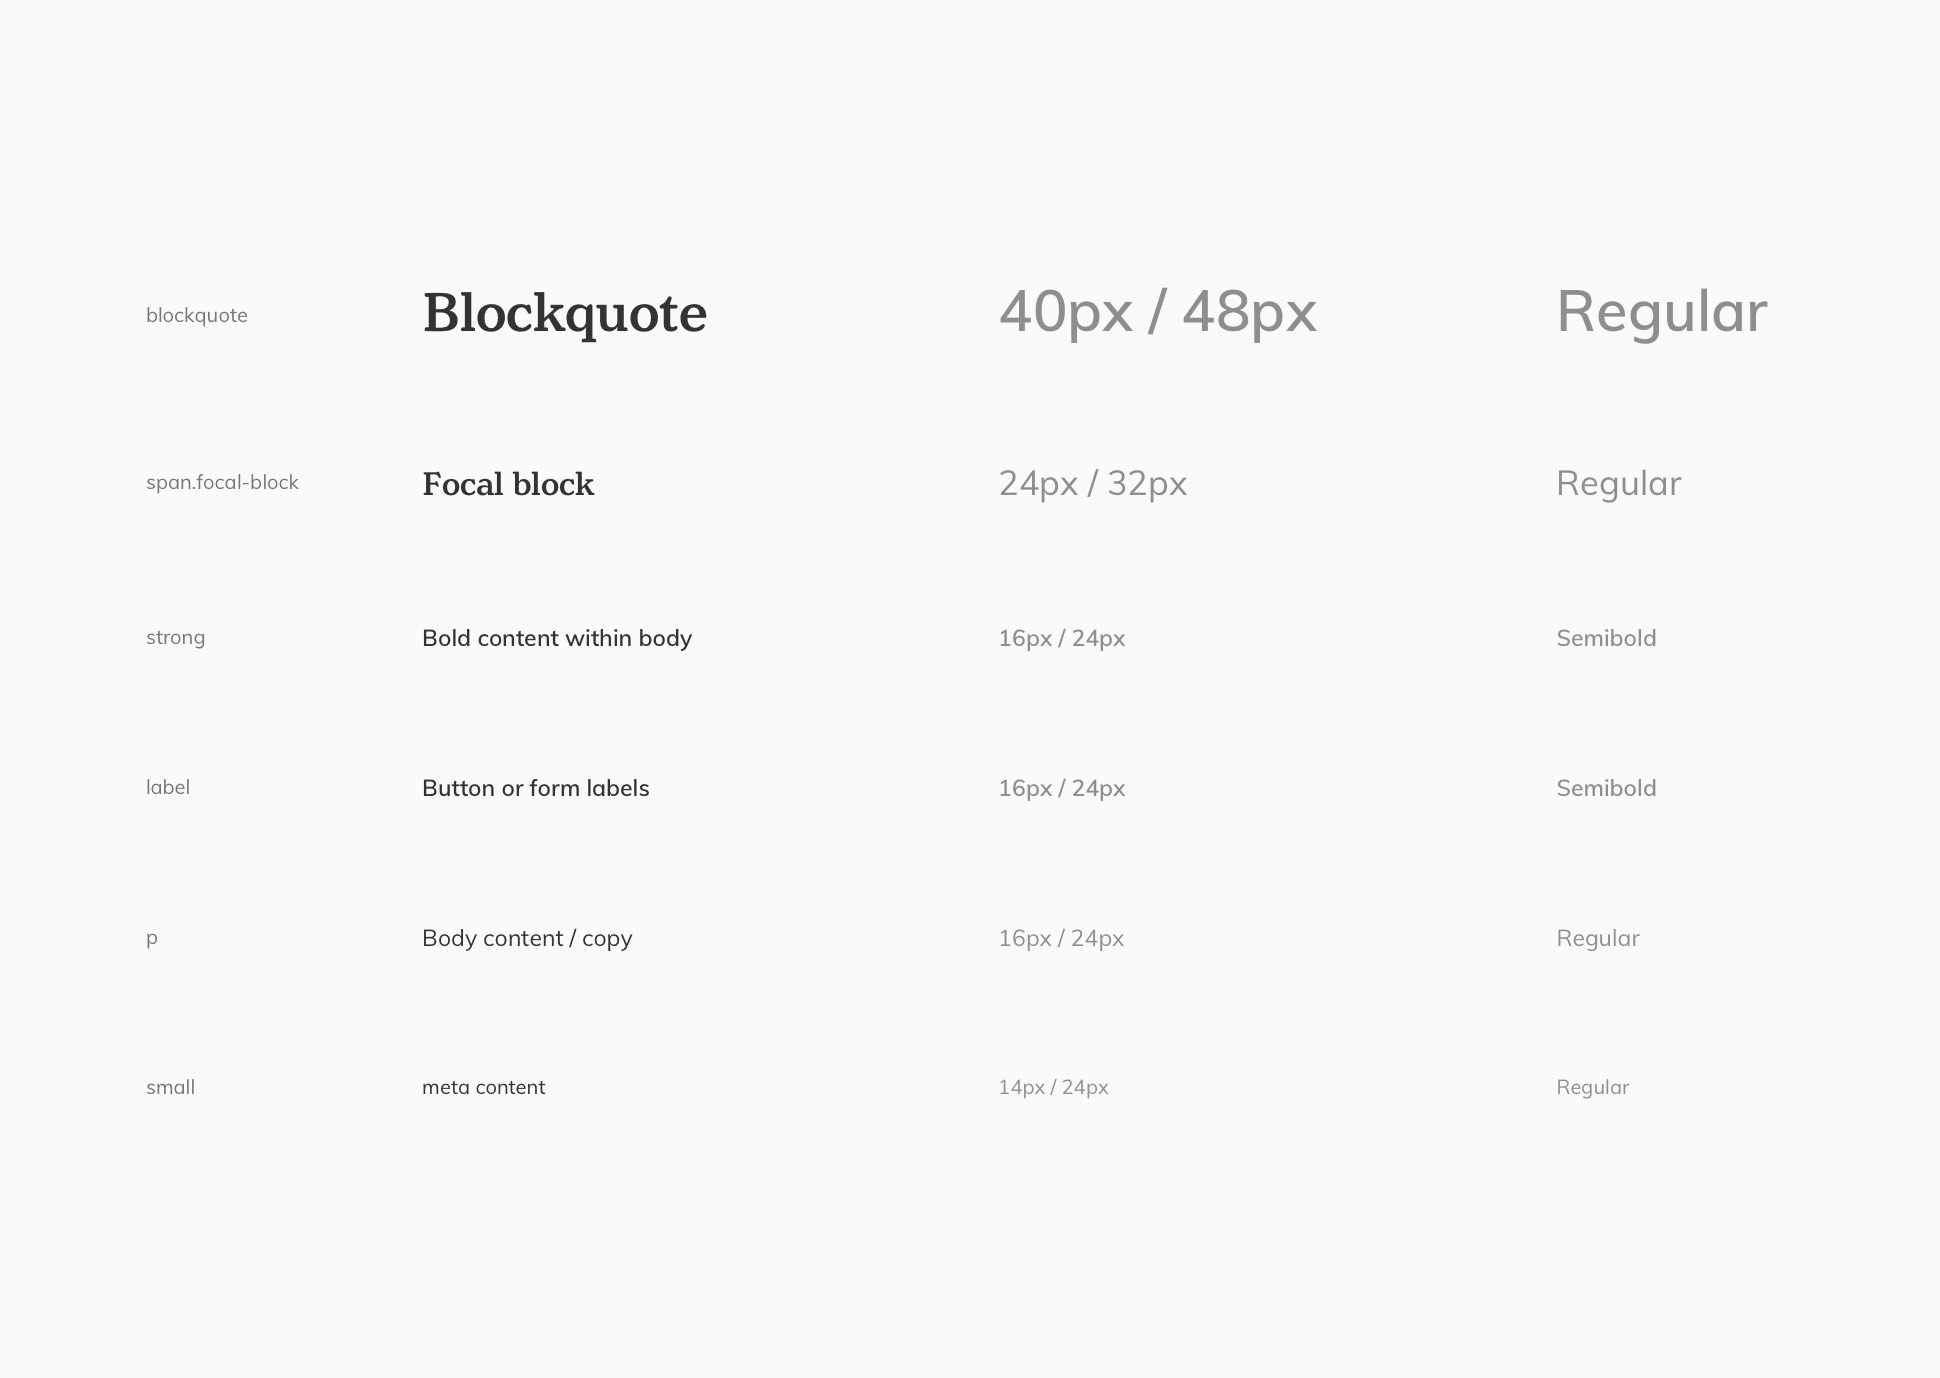 blockquote Blockquote 40px / 48px Regular
span.focal-block Focal block 24px / 32px Regular
strong Bold content within body 16px / 24px Semibold
label Button or form labels 16px / 24px Semibold
p Body content / copy 16px / 24px Regular
small meta content 14px / 24px Regular